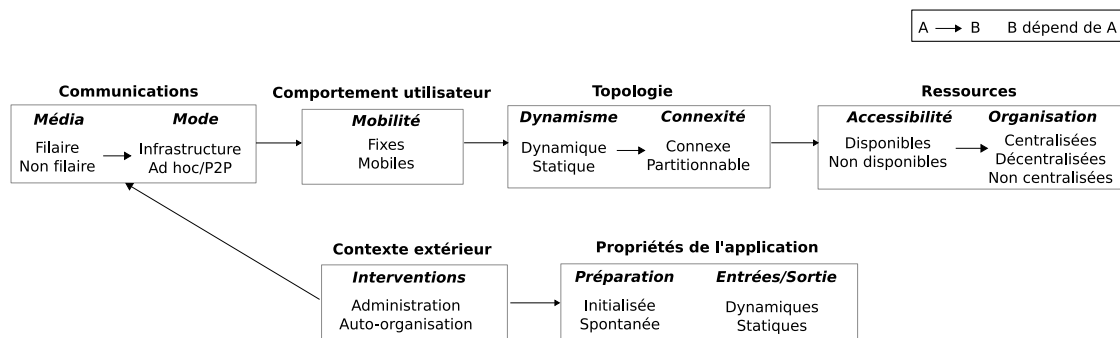 A B B dépend de A
Communications
Média Mode
Filaire Infrastructure
Non filaire Ad hoc/P2P
Comportement utilisateur
Mobilité
Fixes
Mobiles
Topologie
Dynamisme Connexité
Dynamique Connexe
Statique Partitionnable
Ressources
Accessibilité Organisation
Disponibles Centralisées
Non disponibles Décentralisées
Non centralisées
Contexte extérieur
Interventions
Administration
Auto-organisation
Propriétés de l'application
Préparation Entrées/Sortie
Initialisée Dynamiques
Spontanée Statiques